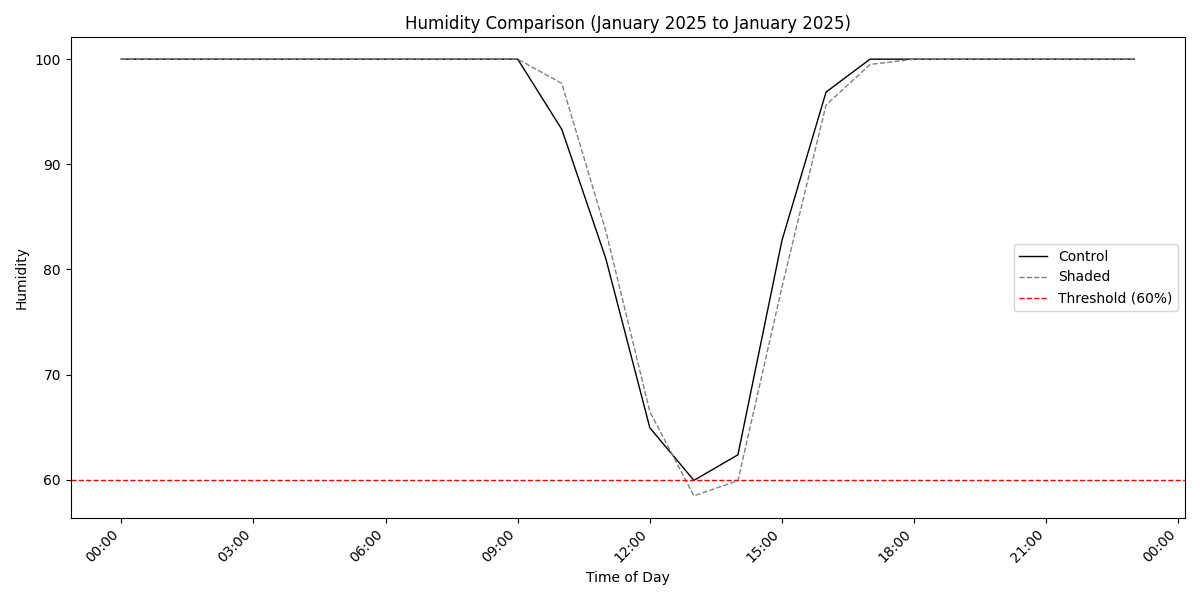 Humidity Comparison (January 2025 to January 2025)
100
90
80
70
60
Humidity
Control
Shaded
Threshold (60%)
00:00
03:00
06:00
09:00
12:00
15:00
18:00
21:00
00:00
Time of Day